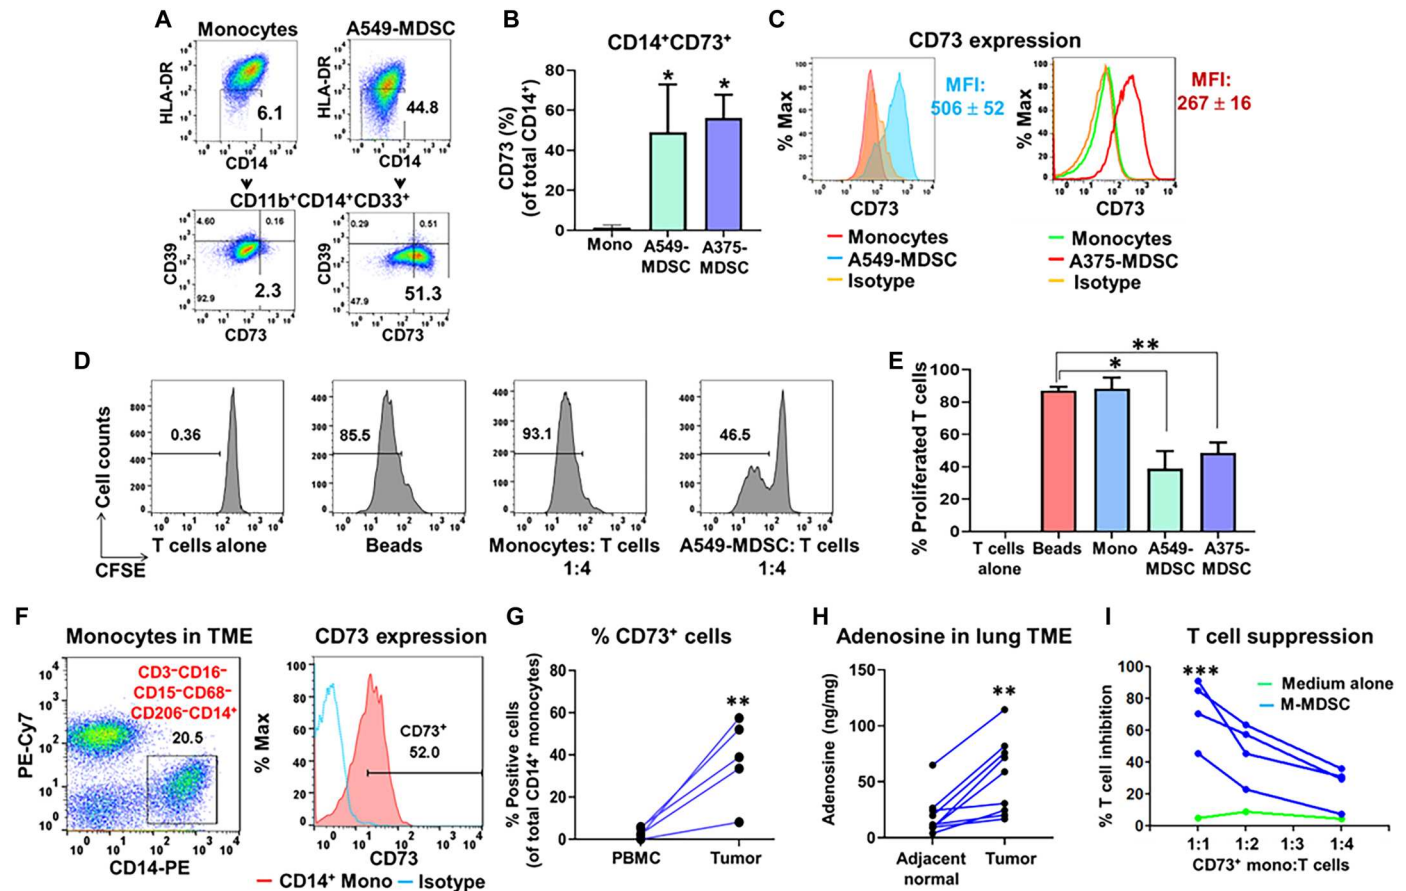 A
Monocytes
A549-MDSC
HLA-DR
6.1
CD14
HLA-DR
44.8
CD14
CD11b⁺CD14⁺CD33⁺
CD39
4.60
0.16
92.9
2.3
CD73
CD39
0.29
0.51
47.9
51.3
CD73
B
CD14⁺CD73⁺
CD73 (%)
(of total CD14⁺)
80
60
40
20
0
*
*
Mono
A549-
MDSC
A375-
MDSC
C
CD73 expression
% Max
MFI:
506 ± 52
CD73
Monocytes
A549-MDSC
Isotype
% Max
MFI:
267 ± 16
CD73
Monocytes
A375-MDSC
Isotype
D
Cell counts
CFSE
0.36
T cells alone
85.5
Beads
93.1
Monocytes: T cells
1:4
46.5
A549-MDSC: T cells
1:4
E
% Proliferated T cells
100
80
60
40
20
0
**
*
T cells
alone
Beads
Mono
A549-
MDSC
A375-
MDSC
F
Monocytes in TME
CD3⁻CD16⁻
CD15⁻CD68⁻
CD206⁻CD14⁺
20.5
PE-Cy7
CD14-PE
CD73 expression
% Max
100
80
60
40
20
0
CD73⁺
52.0
CD73
CD14⁺ Mono
Isotype
G
% CD73⁺ cells
% Positive cells
(of total CD14⁺ monocytes)
80
60
40
20
0
**
PBMC
Tumor
H
Adenosine in lung TME
Adenosine (ng/mg)
150
100
50
0
**
Adjacent
normal
Tumor
I
T cell suppression
% T cell inhibition
100
80
60
40
20
0
***
Medium alone
M-MDSC
1:1
1:2
1:3
1:4
CD73⁺ mono:T cells